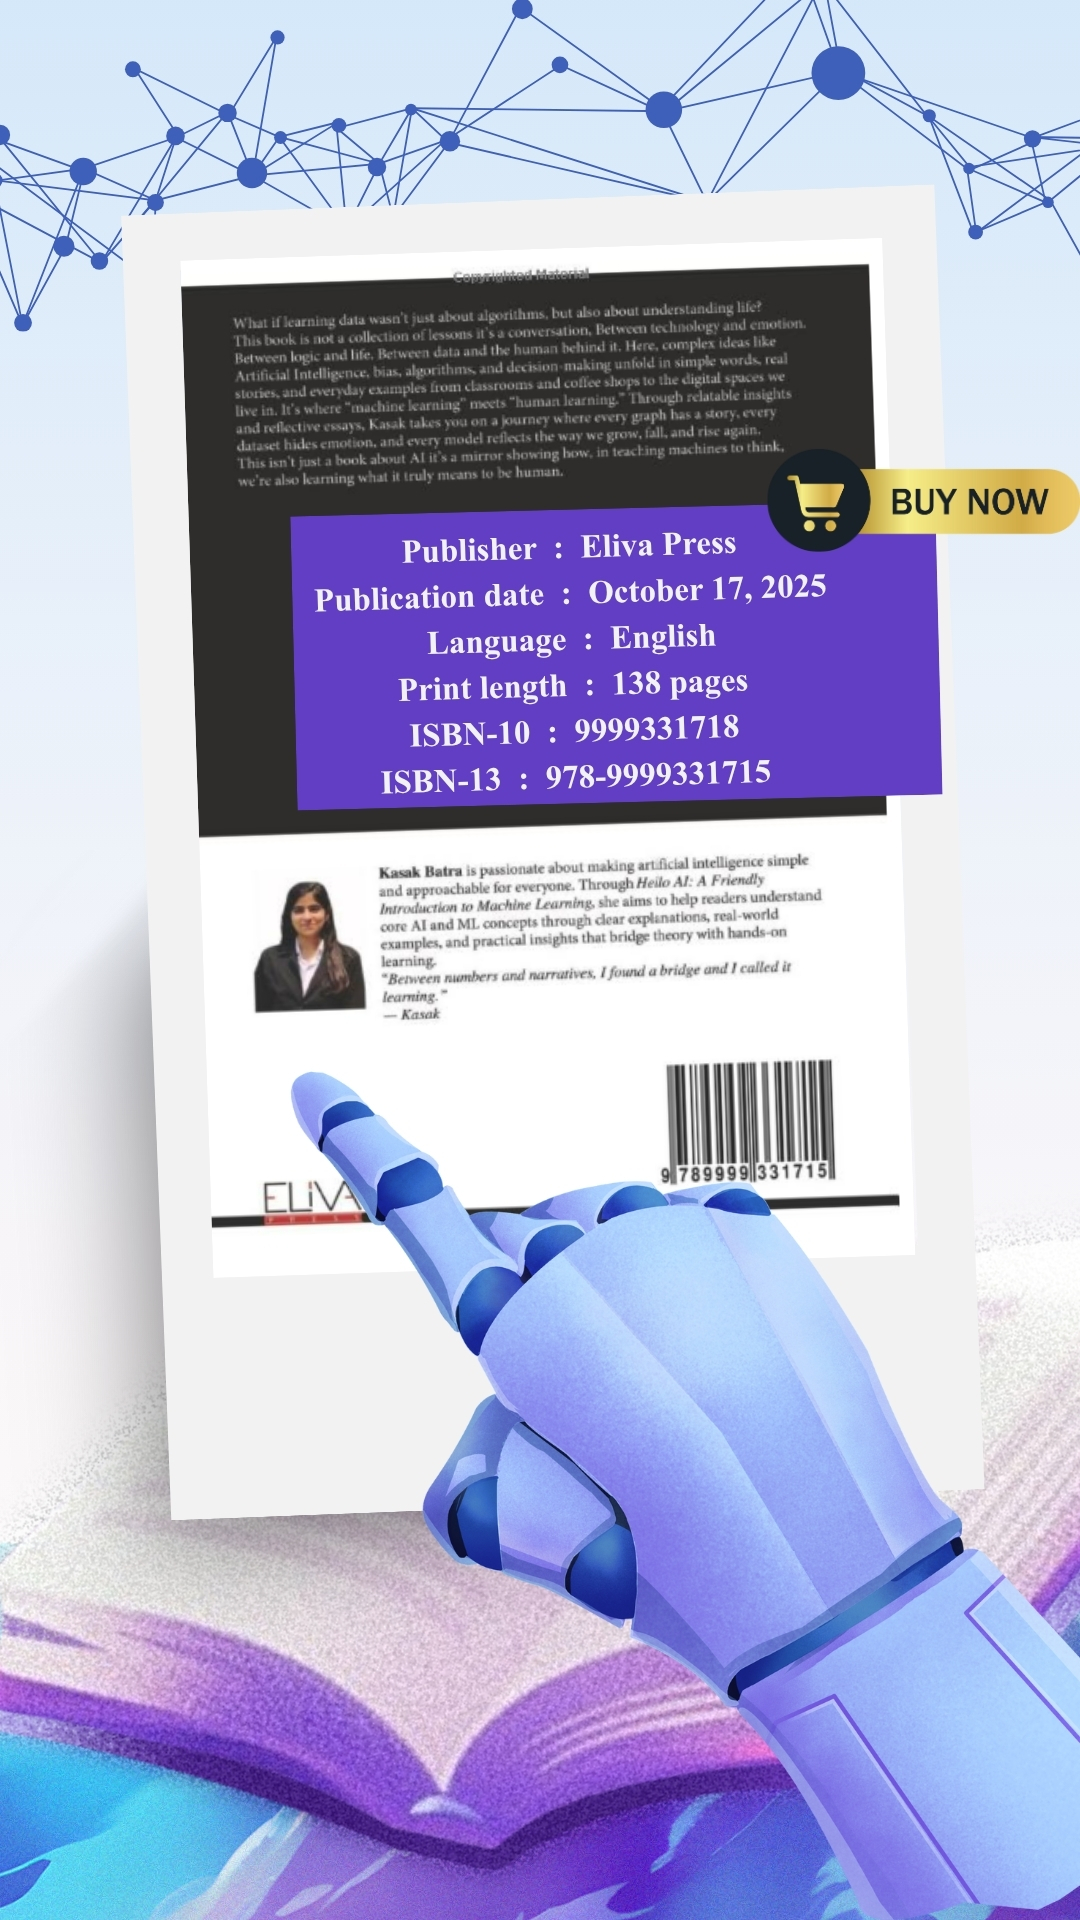 Copyrighted Material
What if learning data wasn't just about algorithms, but also about understanding life?
This book is not a collection of lessons it's a conversation, Between technology and emotion.
Between logic and life. Between data and the human behind it. Here, complex ideas like
Artificial Intelligence, bias, algorithms, and decision-making unfold in simple words, real
stories, and everyday examples from classrooms and coffee shops to the digital spaces we
live in. It's where "machine learning" meets "human learning." Through relatable insights
and reflective essays, Kasak takes you on a journey where every graph has a story, every
dataset hides emotion, and every model reflects the way we grow, fall, and rise again.
This isn't just a book about AI it's a mirror showing how, in teaching machines to think,
we're also learning what it truly means to be human.
BUY NOW
Publisher : Eliva Press
Publication date : October 17, 2025
Language : English
Print length : 138 pages
ISBN-10 : 9999331718
ISBN-13 : 978-9999331715
Kasak Batra is passionate about making artificial intelligence simple
and approachable for everyone. Through Hello AI: A Friendly
Introduction to Machine Learning, she aims to help readers understand
core AI and ML concepts through clear explanations, real-world
examples, and practical insights that bridge theory with hands-on
learning.
"Between numbers and narratives, I found a bridge and I called it
learning."
— Kasak
9 789999 331715
ELiVA